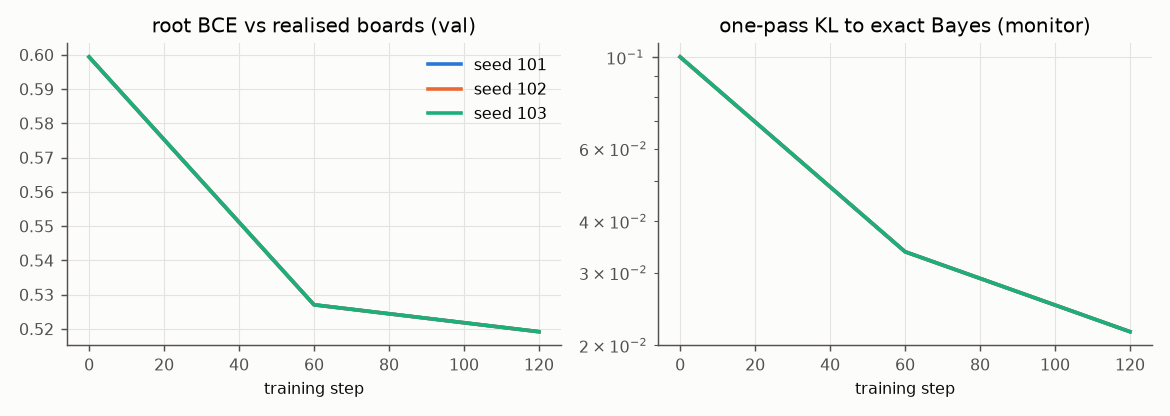 root BCE vs realised boards (val)
0.60
0.59
0.58
0.57
0.56
0.55
0.54
0.53
0.52
seed 101
seed 102
seed 103
0 20 40 60 80 100 120
training step
one-pass KL to exact Bayes (monitor)
10⁻¹
6 × 10⁻²
4 × 10⁻²
3 × 10⁻²
2 × 10⁻²
0 20 40 60 80 100 120
training step